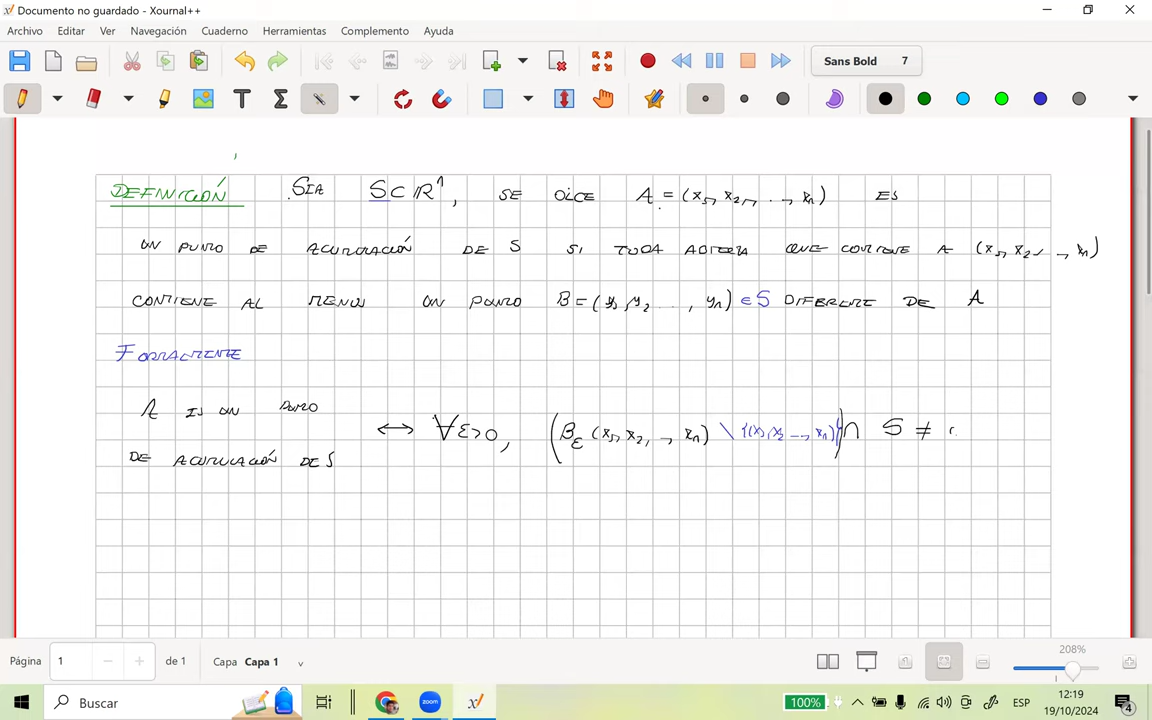 Documento no guardado - Xournal++
Archivo Editar Ver Navegación Cuaderno Herramientas Complemento Ayuda
Sans Bold 7
DEFINICIÓN SEA S⊂ℝⁿ, SE DICE A=(x₁, x₂, ..., xₙ) ES
UN PUNTO DE ACUMULACIÓN DE S SI TODA ABIERTA QUE CONTIENE A (x₁, x₂, ..., xₙ)
CONTIENE AL MENOS UN PUNTO B=(y₁, y₂ ..., yₙ) ∈ S DIFERENTE DE A
FORMALMENTE
A ES UN PUNTO
DE ACUMULACIÓN DE S ↔ ∀ε>0, (Bε (x₁, x₂, ..., xₙ) \ {(x₁, x₂ ..., xₙ)}) ∩ S ≠
Página 1 de 1 Capa Capa 1 208%
Buscar zoom 100% ESP 12:19 19/10/2024 4